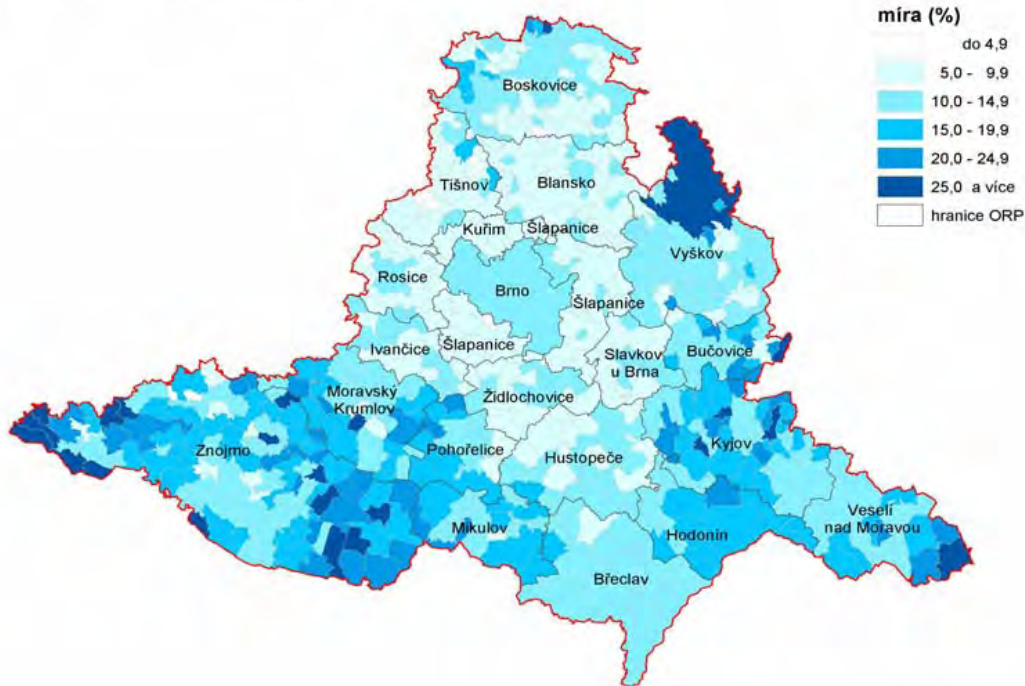 míra (%)
do 4,9
5,0 - 9,9
10,0 - 14,9
15,0 - 19,9
20,0 - 24,9
25,0 a více
hranice ORP
Boskovice
Tišnov
Blansko
Kuřim
Šlapanice
Vyškov
Rosice
Brno
Šlapanice
Ivančice
Šlapanice
Slavkov
u Brna
Bučovice
Moravský
Krumlov
Židlochovice
Znojmo
Pohořelice
Hustopeče
Kyjov
Mikulov
Hodonín
Veselí
nad Moravou
Břeclav